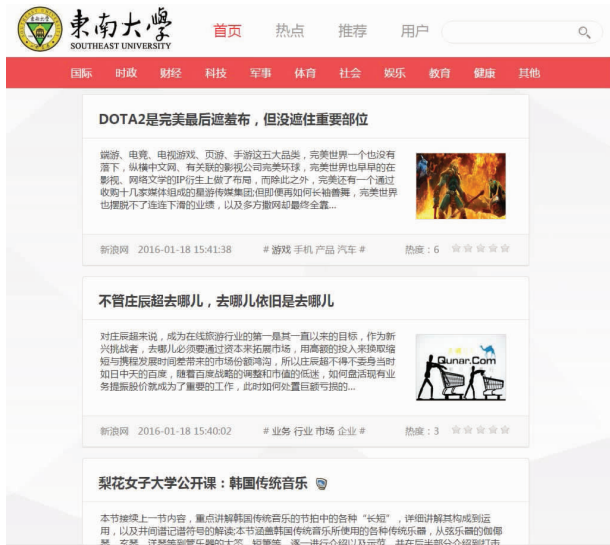 東南大學
SOUTHEAST UNIVERSITY
首页 热点 推荐 用户
国际 时政 财经 科技 军事 体育 社会 娱乐 教育 健康 其他
DOTA2是完美最后遮羞布，但没遮住重要部位
端游、电竞、电视游戏、页游、手游这五大品类，完美世界一个也没有
落下，纵横中文网、有关联的影视公司完美环球，完美世界也早早的在
影视、网络文学的IP衍生上做了布局，而除此之外，完美还有一个通过
收购十几家媒体组成的星游传媒集团;但即便再如何长袖善舞，完美世界
也摆脱不了连连下滑的业绩，以及多方撤网却最终全靠...
新浪网 2016-01-18 15:41:38 # 游戏 手机 产品 汽车 # 热度：6
不管庄辰超去哪儿，去哪儿依旧是去哪儿
对庄辰超来说，成为在线旅游行业的第一是其一直以来的目标，作为新
兴挑战者，去哪儿必须要通过资本来拓展市场，用高额的投入来换取缩
短与携程发展时间差带来的市场份额鸿沟，所以庄辰超不得不委身当时
如日中天的百度，随着百度战略的调整和市值的低迷，如何盘活现有业
务提振股价就成为了重要的工作，此时如何处置巨额亏损的...
Qunar.Com
新浪网 2016-01-18 15:40:02 # 业务 行业 市场 企业 # 热度：3
梨花女子大学公开课：韩国传统音乐
本节接续上一节内容，重点讲解韩国传统音乐的节拍中的各种“长短”，详细讲解其构成到运
用，以及井间谱记谱符号的解读;本节涵盖韩国传统音乐所使用的各种传统乐器，从弦乐器的伽倻